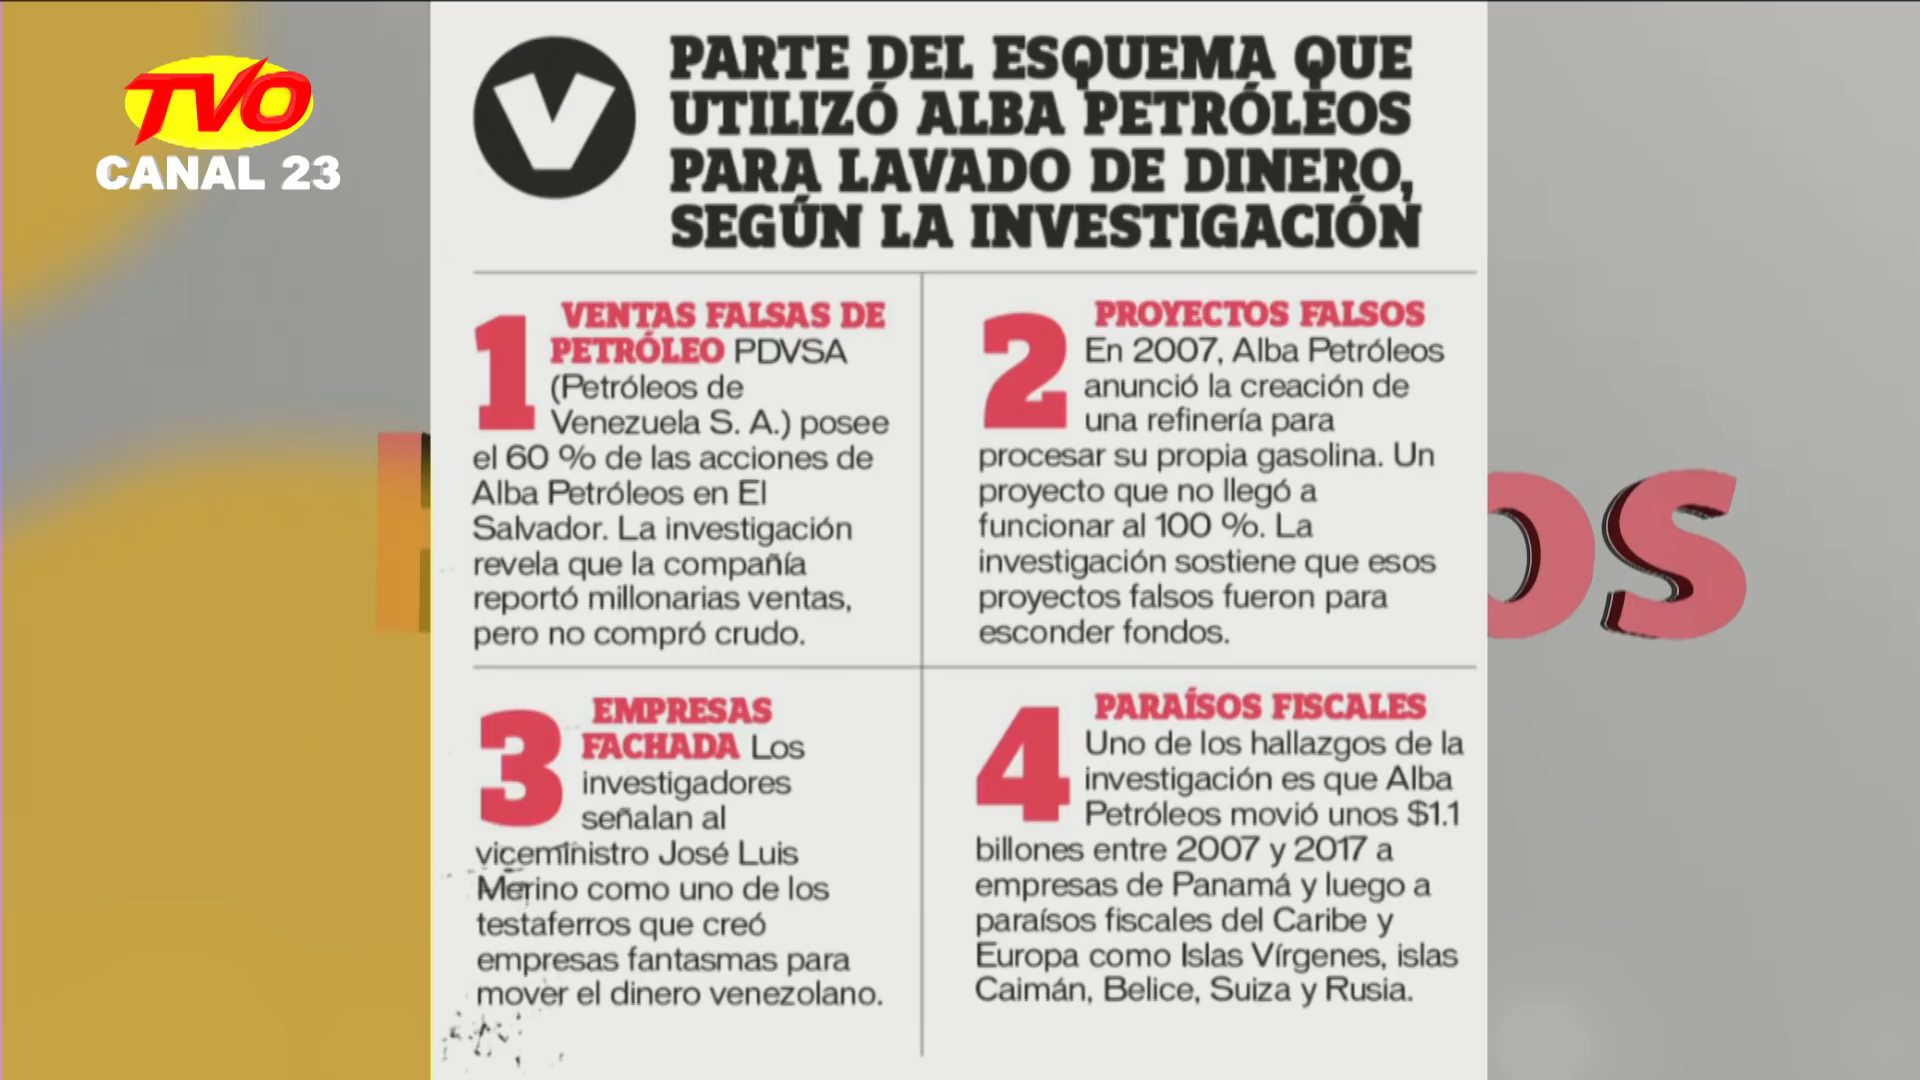 TVO
CANAL 23
V
PARTE DEL ESQUEMA QUE
UTILIZÓ ALBA PETRÓLEOS
PARA LAVADO DE DINERO,
SEGÚN LA INVESTIGACIÓN
1
VENTAS FALSAS DE
PETRÓLEO PDVSA
(Petróleos de
Venezuela S. A.) posee
el 60 % de las acciones de
Alba Petróleos en El
Salvador. La investigación
revela que la compañía
reportó millonarias ventas,
pero no compró crudo.
2
PROYECTOS FALSOS
En 2007, Alba Petróleos
anunció la creación de
una refinería para
procesar su propia gasolina. Un
proyecto que no llegó a
funcionar al 100 %. La
investigación sostiene que esos
proyectos falsos fueron para
esconder fondos.
3
EMPRESAS
FACHADA Los
investigadores
señalan al
viceministro José Luis
Merino como uno de los
testaferros que creó
empresas fantasmas para
mover el dinero venezolano.
4
PARAÍSOS FISCALES
Uno de los hallazgos de la
investigación es que Alba
Petróleos movió unos $1.1
billones entre 2007 y 2017 a
empresas de Panamá y luego a
paraísos fiscales del Caribe y
Europa como Islas Vírgenes, islas
Caimán, Belice, Suiza y Rusia.
OS